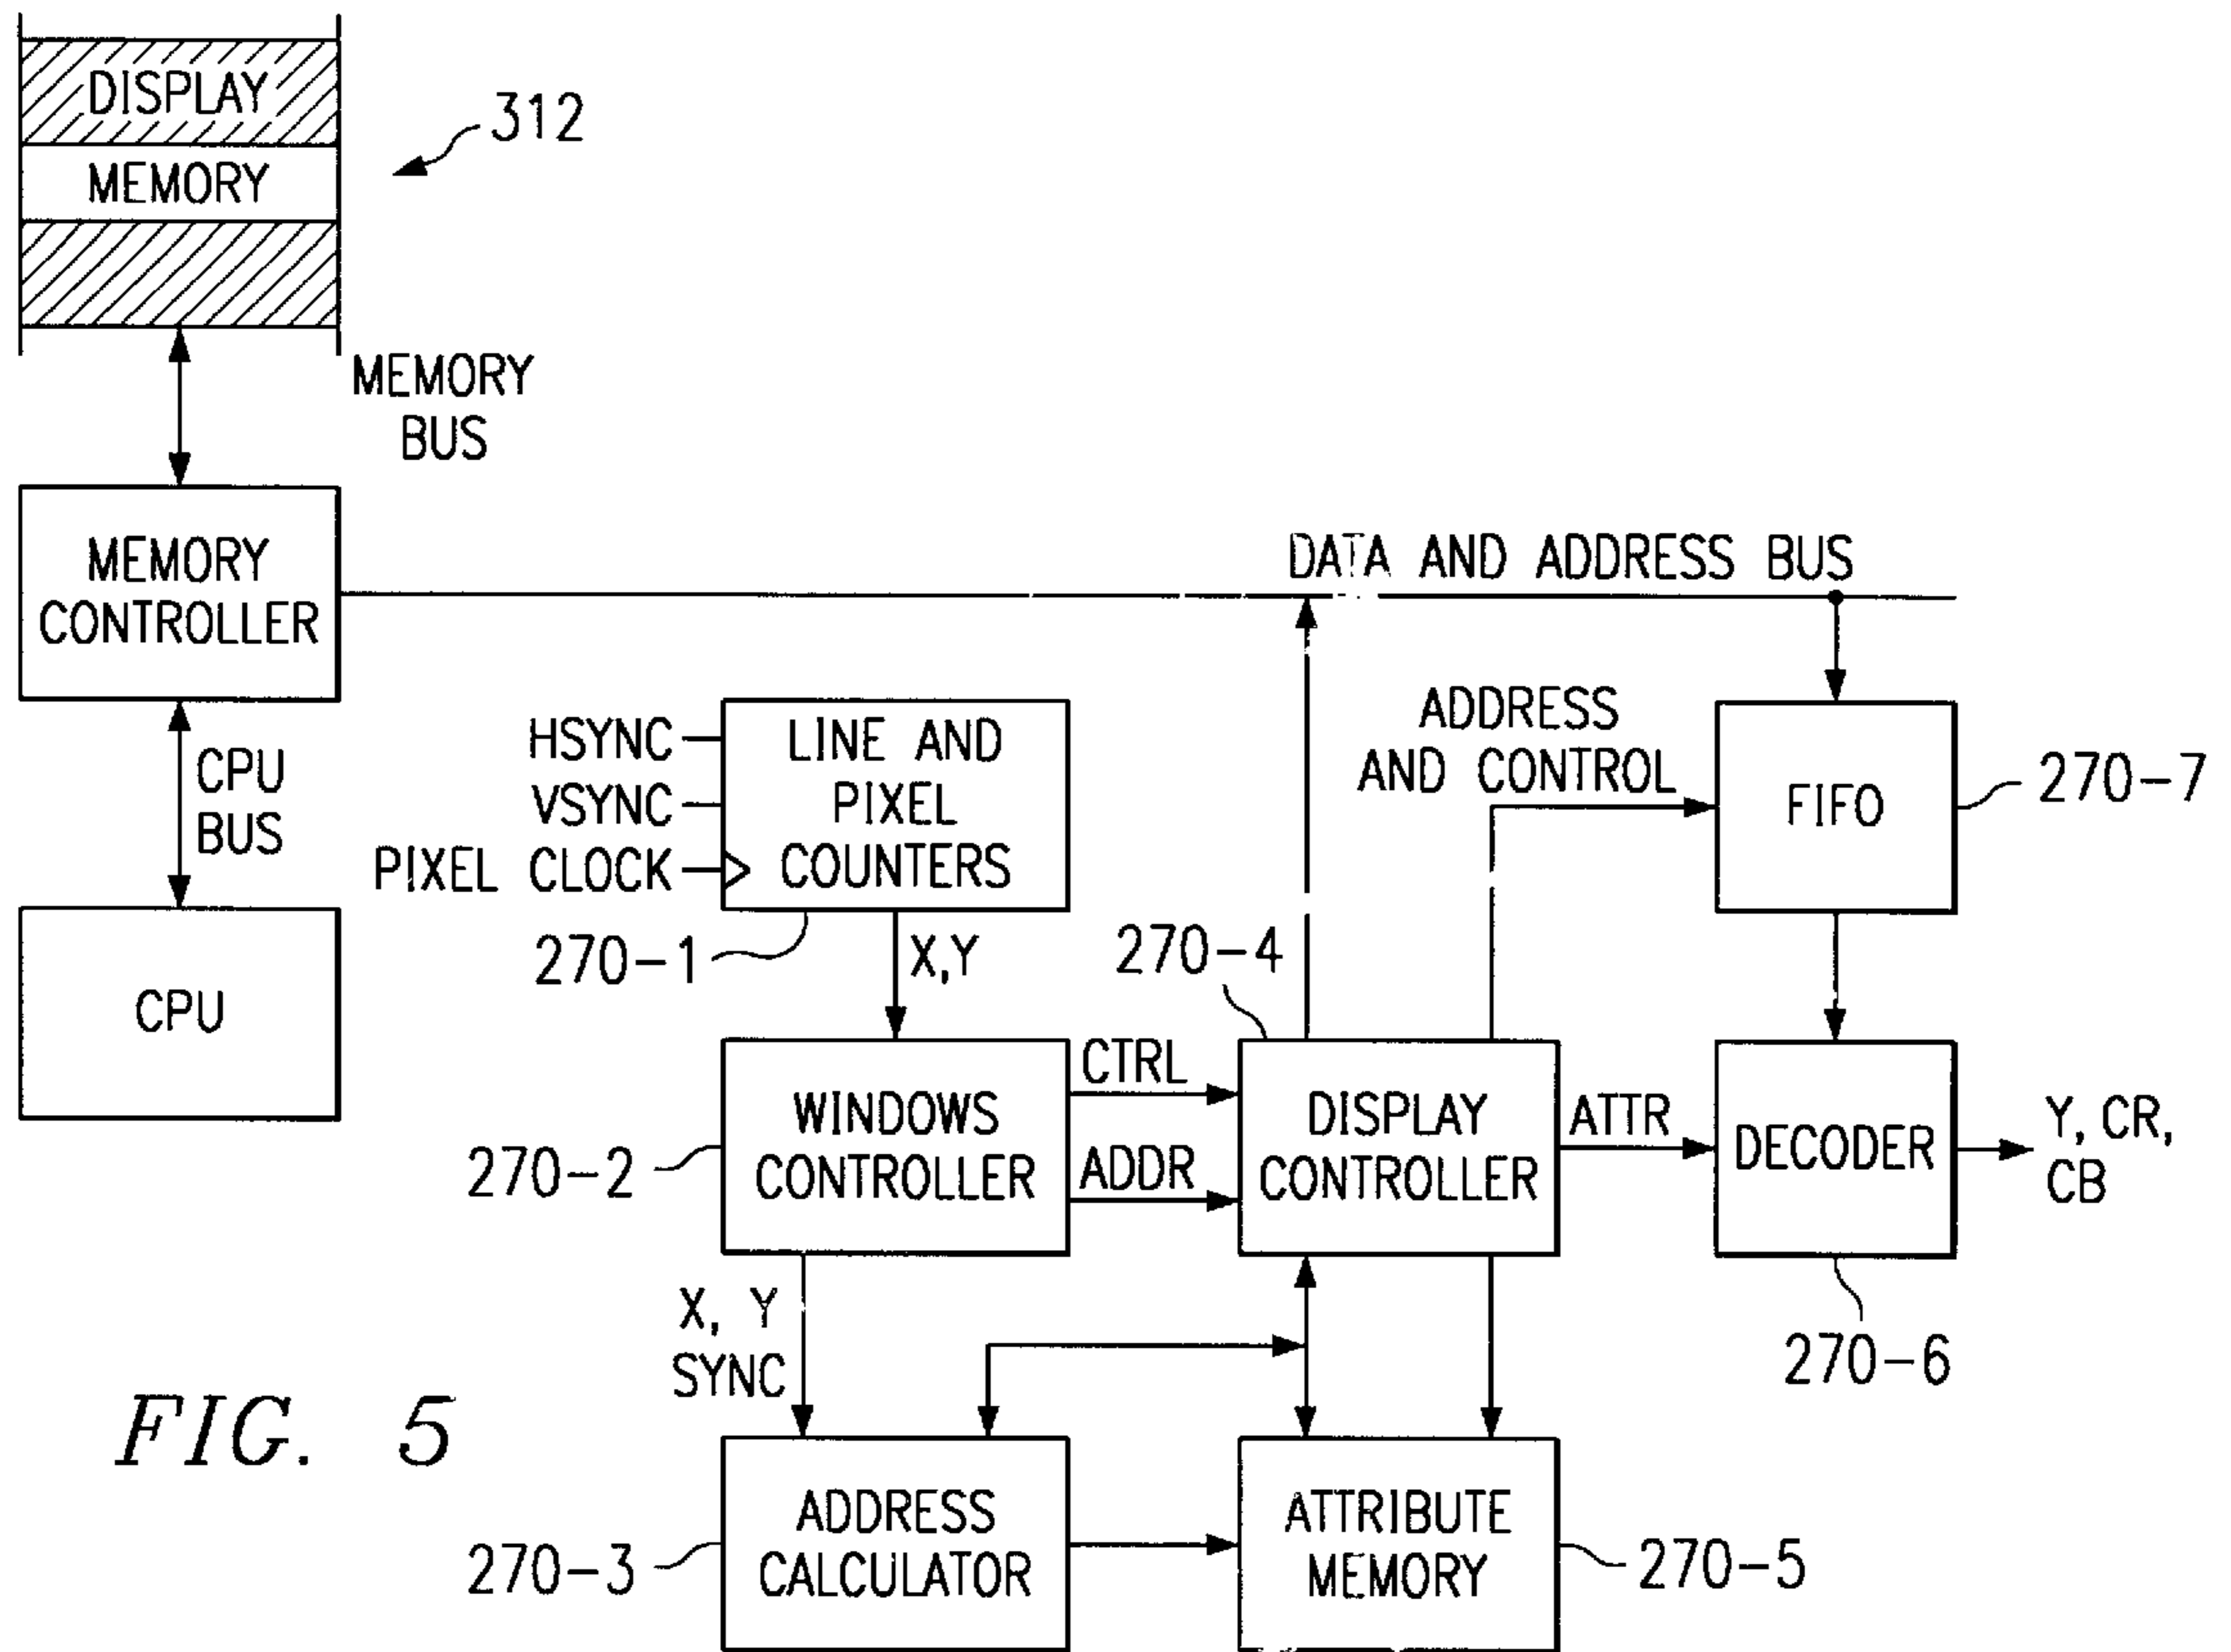 DISPLAY
MEMORY
312
MEMORY
BUS
MEMORY
CONTROLLER
DATA AND ADDRESS BUS
CPU
BUS
CPU
HSYNC
VSYNC
PIXEL CLOCK
LINE AND
PIXEL
COUNTERS
270-1
X,Y
ADDRESS
AND CONTROL
FIFO
270-7
270-4
WINDOWS
CONTROLLER
270-2
CTRL
ADDR
DISPLAY
CONTROLLER
ATTR
DECODER
Y, CR,
CB
270-6
X, Y
SYNC
ADDRESS
CALCULATOR
270-3
ATTRIBUTE
MEMORY
270-5
FIG. 5